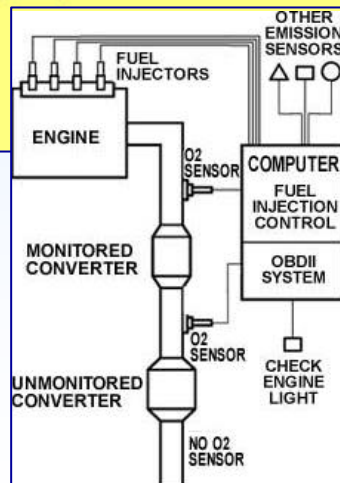 OTHER
EMISSION
SENSORS
FUEL
INJECTORS
ENGINE
O2
SENSOR
COMPUTER
FUEL
INJECTION
CONTROL
MONITORED
CONVERTER
OBDII
SYSTEM
O2
SENSOR
CHECK
ENGINE
LIGHT
UNMONITORED
CONVERTER
NO O2
SENSOR